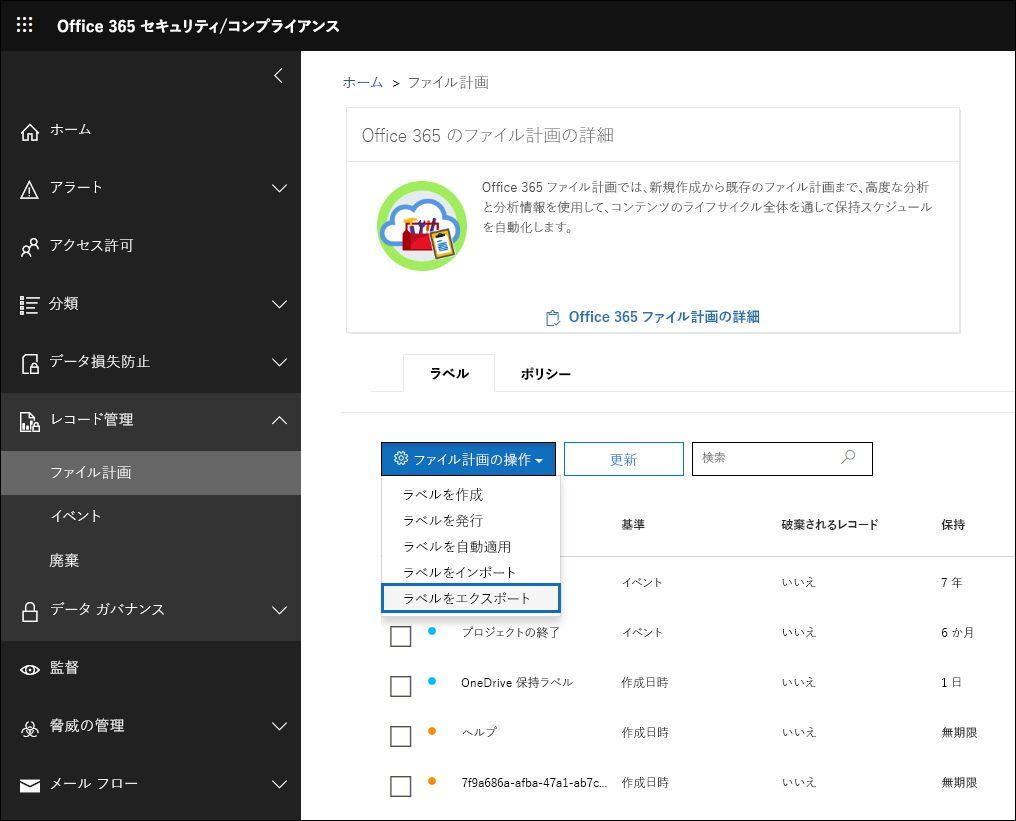 Office 365 セキュリティ/コンプライアンス
ホーム
アラート
アクセス許可
分類
データ損失防止
レコード管理
ファイル計画
イベント
廃棄
データ ガバナンス
監督
脅威の管理
メール フロー
ホーム > ファイル計画
Office 365 のファイル計画の詳細
Office 365 ファイル計画では、新規作成から既存のファイル計画まで、高度な分析
と分析情報を使用して、コンテンツのライフサイクル全体を通して保持スケジュール
を自動化します。
Office 365 ファイル計画の詳細
ラベル ポリシー
ファイル計画の操作 更新 検索
ラベルを作成
ラベルを発行
ラベルを自動適用
ラベルをインポート
ラベルをエクスポート
基準 破棄されるレコード 保持
イベント いいえ 7 年
プロジェクトの終了 イベント いいえ 6 か月
OneDrive 保持ラベル 作成日時 いいえ 1 日
ヘルプ 作成日時 いいえ 無期限
7f9a686a-afba-47a1-ab7c... 作成日時 いいえ 無期限